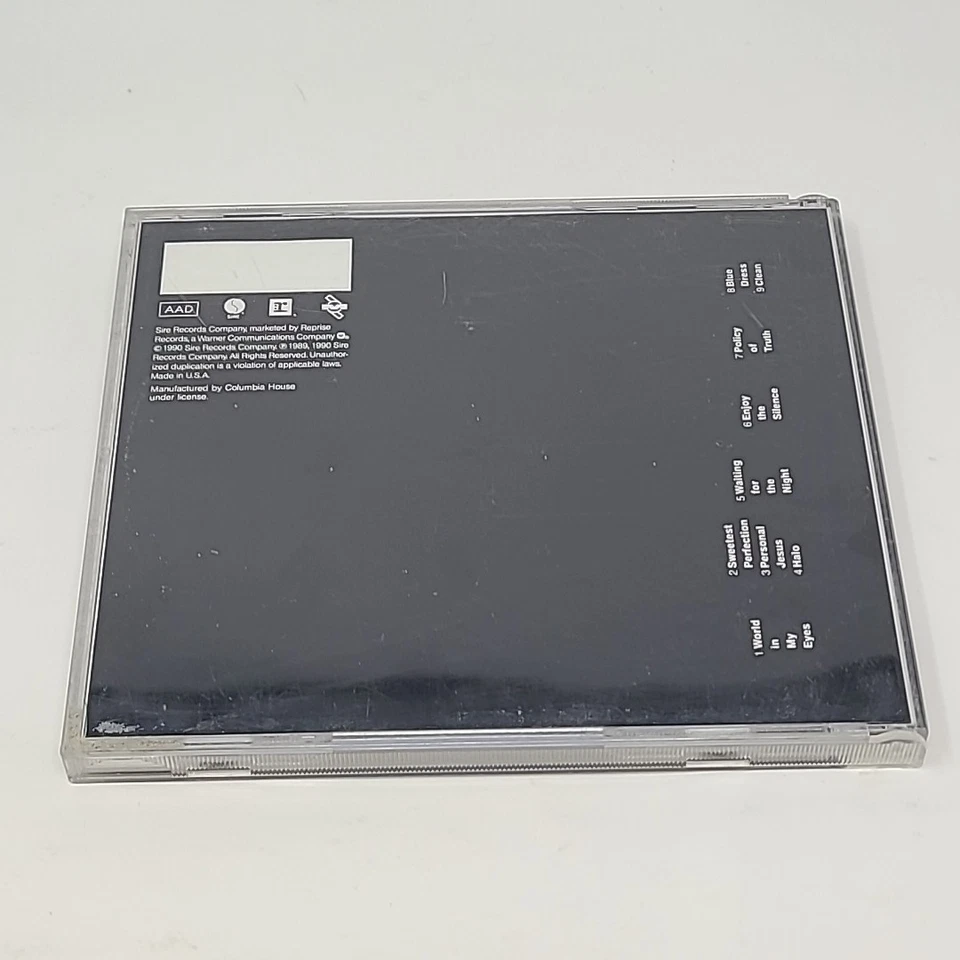 AAD
SIRE
Sire Records Company, marketed by Reprise
Records, a Warner Communications Company
© 1990 Sire Records Company. ℗ 1989, 1990 Sire
Records Company. All Rights Reserved. Unauthor-
ized duplication is a violation of applicable laws.
Made in U.S.A.
Manufactured by Columbia House
under license.
1 World
in
My
Eyes
2 Sweetest
Perfection
3 Personal
Jesus
4 Halo
5 Waiting
for
the
Night
6 Enjoy
the
Silence
7 Policy
of
Truth
8 Blue
Dress
9 Clean